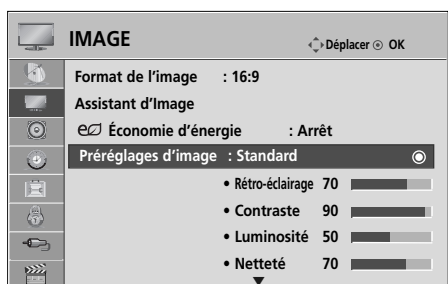 IMAGE Déplacer OK
Format de l'image : 16:9
Assistant d'Image
Économie d'énergie : Arrêt
Préréglages d'image : Standard
• Rétro-éclairage 70
• Contraste 90
• Luminosité 50
• Netteté 70